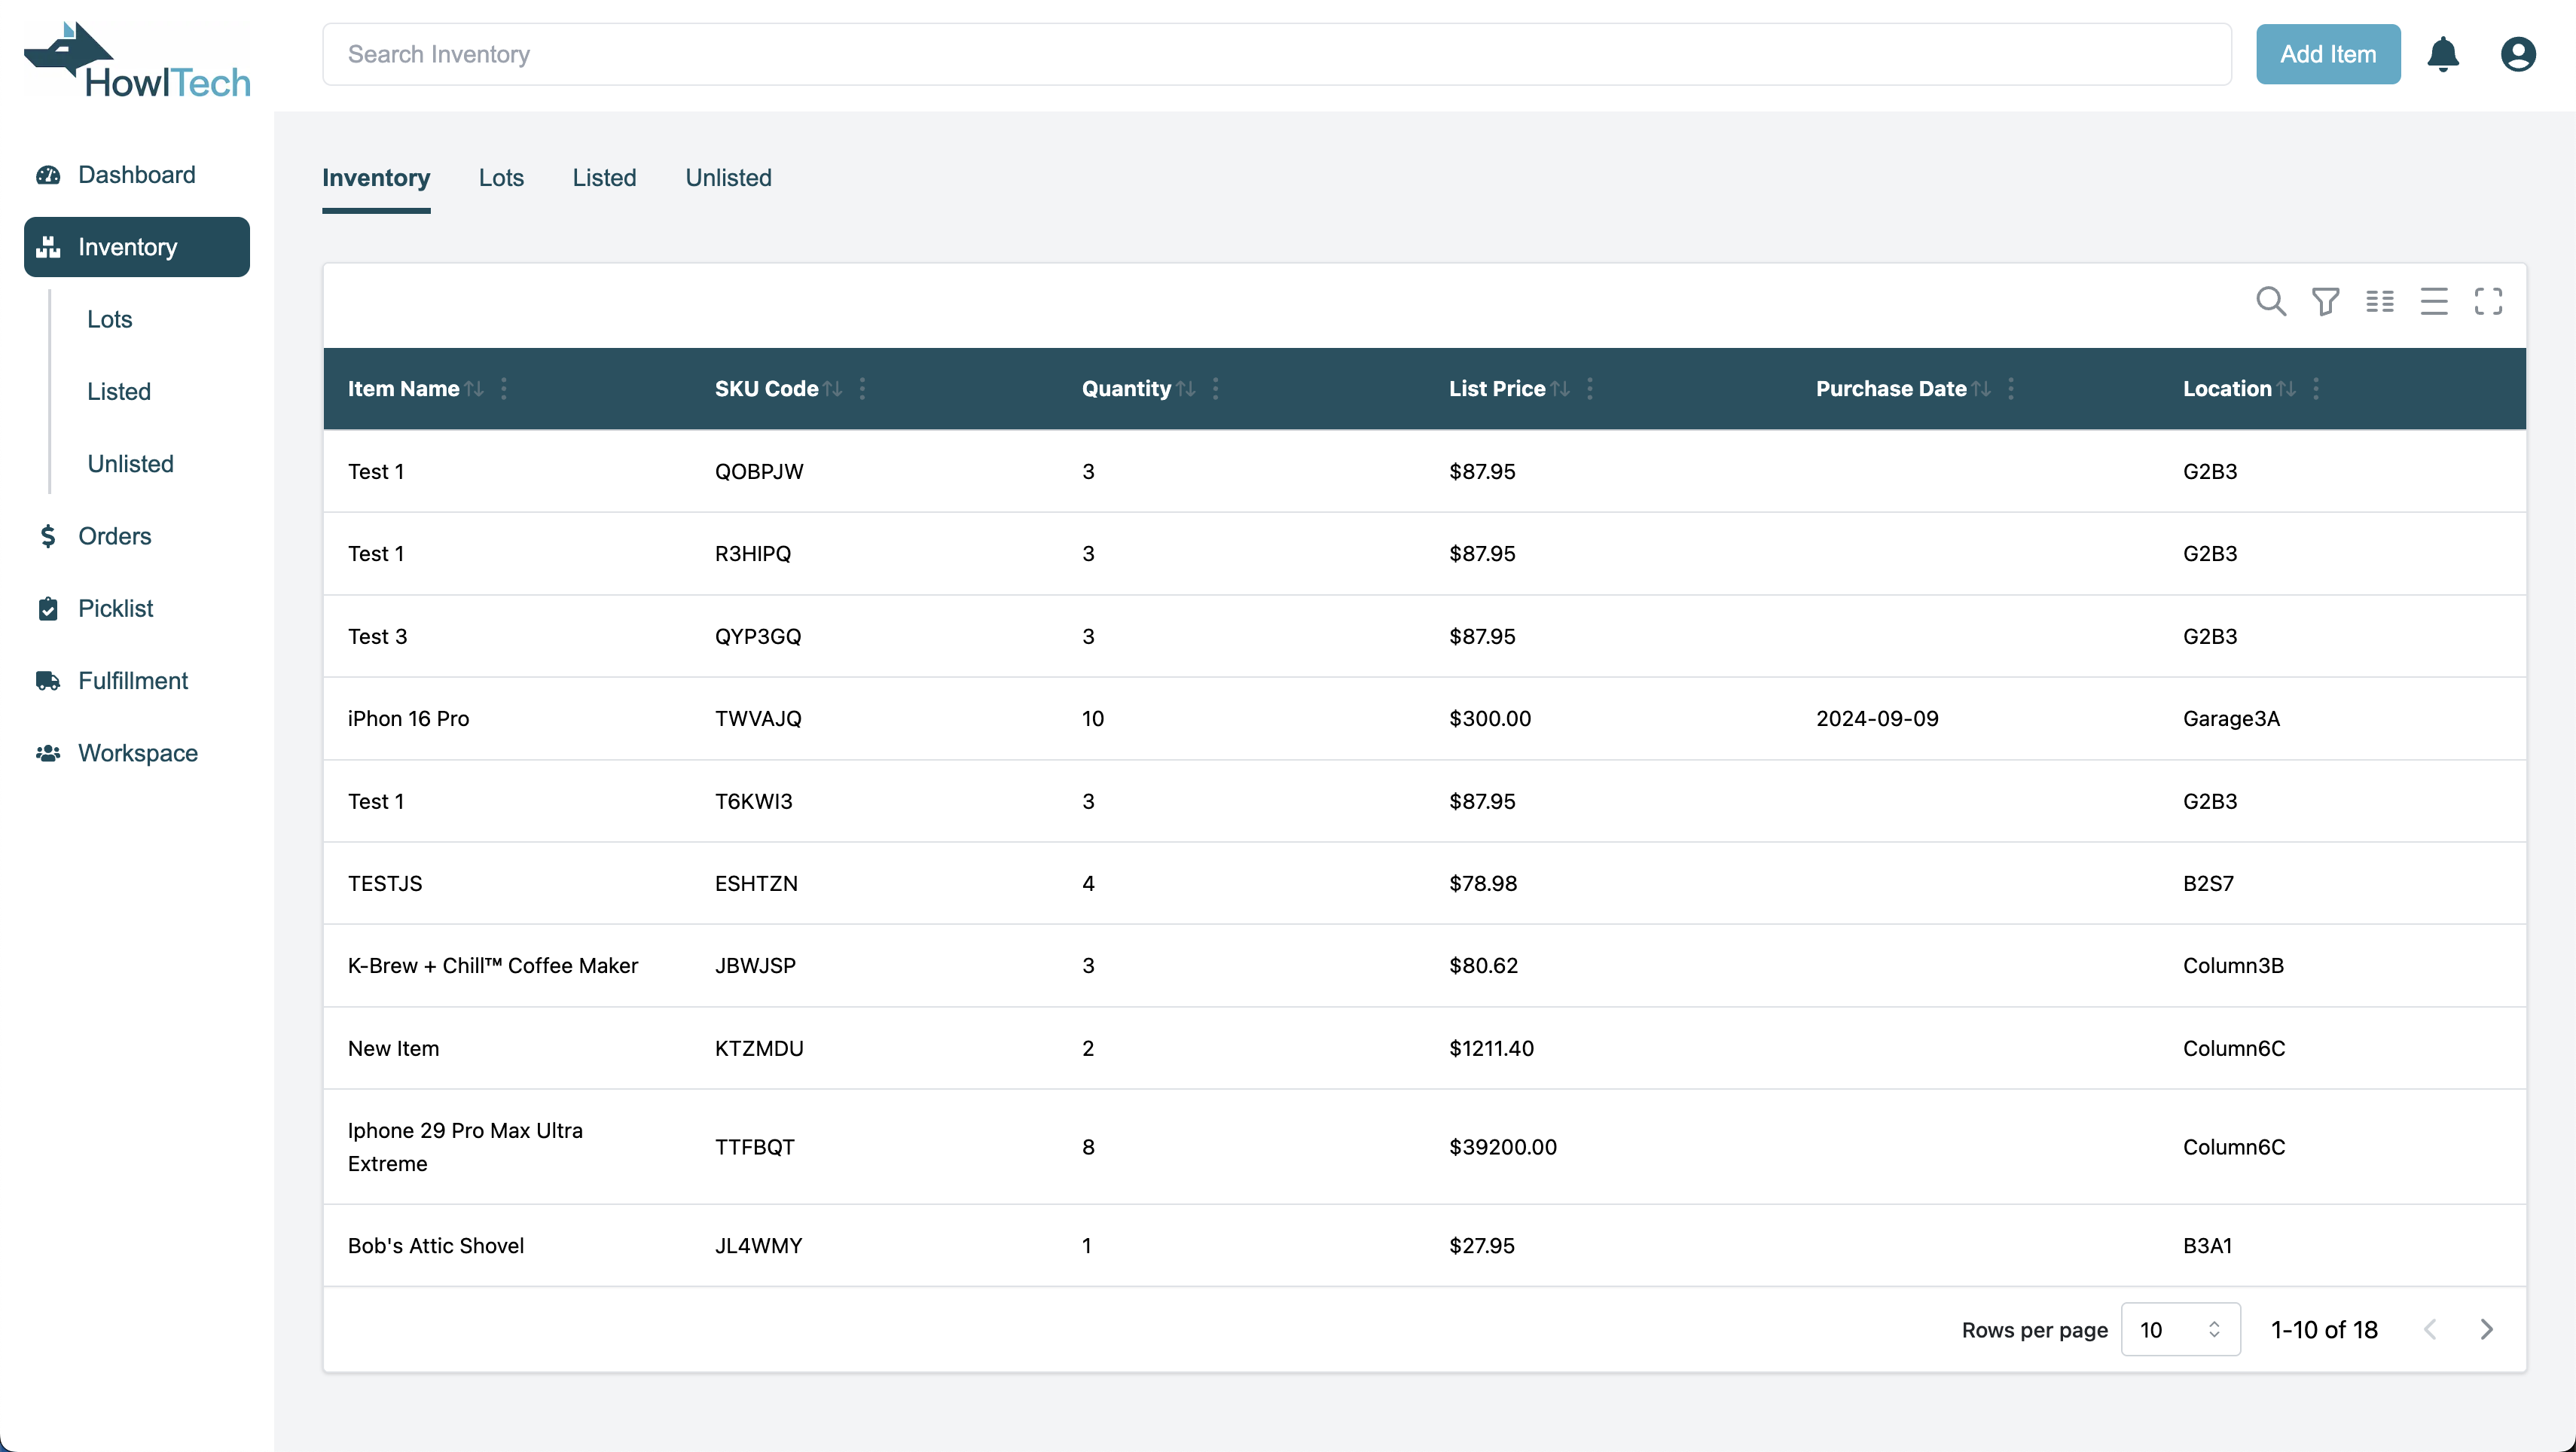 HowlTech
Search Inventory
Add Item
Dashboard
Inventory
Lots
Listed
Unlisted
Orders
Picklist
Fulfillment
Workspace
Inventory Lots Listed Unlisted
Item Name SKU Code Quantity List Price Purchase Date Location
Test 1 QOBPJW 3 $87.95 G2B3
Test 1 R3HIPQ 3 $87.95 G2B3
Test 3 QYP3GQ 3 $87.95 G2B3
iPhon 16 Pro TWVAJQ 10 $300.00 2024-09-09 Garage3A
Test 1 T6KWI3 3 $87.95 G2B3
TESTJS ESHTZN 4 $78.98 B2S7
K-Brew + Chill™ Coffee Maker JBWJSP 3 $80.62 Column3B
New Item KTZMDU 2 $1211.40 Column6C
Iphone 29 Pro Max Ultra
Extreme TTFBQT 8 $39200.00 Column6C
Bob's Attic Shovel JL4WMY 1 $27.95 B3A1
Rows per page 10 1-10 of 18